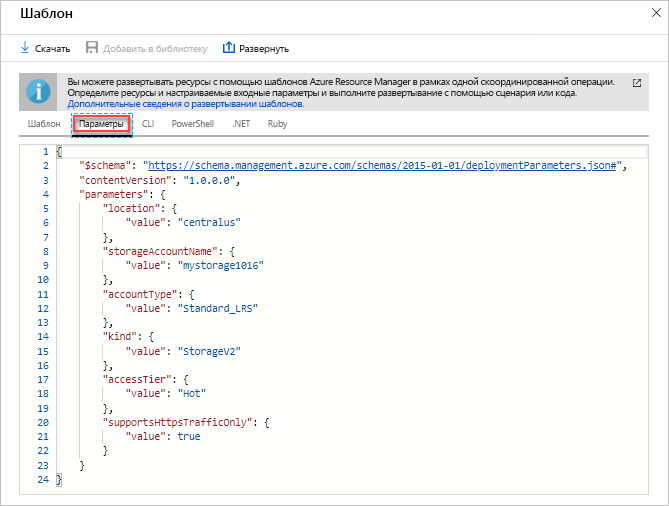 Шаблон
Скачать Добавить в библиотеку Развернуть
Вы можете развертывать ресурсы с помощью шаблонов Azure Resource Manager в рамках одной скоординированной операции.
Определите ресурсы и настраиваемые входные параметры и выполните развертывание с помощью сценария или кода.
Дополнительные сведения о развертывании шаблонов.
Шаблон Параметры CLI PowerShell .NET Ruby
1 {
2 "$schema": "https://schema.management.azure.com/schemas/2015-01-01/deploymentParameters.json#",
3 "contentVersion": "1.0.0.0",
4 "parameters": {
5 "location": {
6 "value": "centralus"
7 },
8 "storageAccountName": {
9 "value": "mystorage1016"
10 },
11 "accountType": {
12 "value": "Standard_LRS"
13 },
14 "kind": {
15 "value": "StorageV2"
16 },
17 "accessTier": {
18 "value": "Hot"
19 },
20 "supportsHttpsTrafficOnly": {
21 "value": true
22 }
23 }
24 }